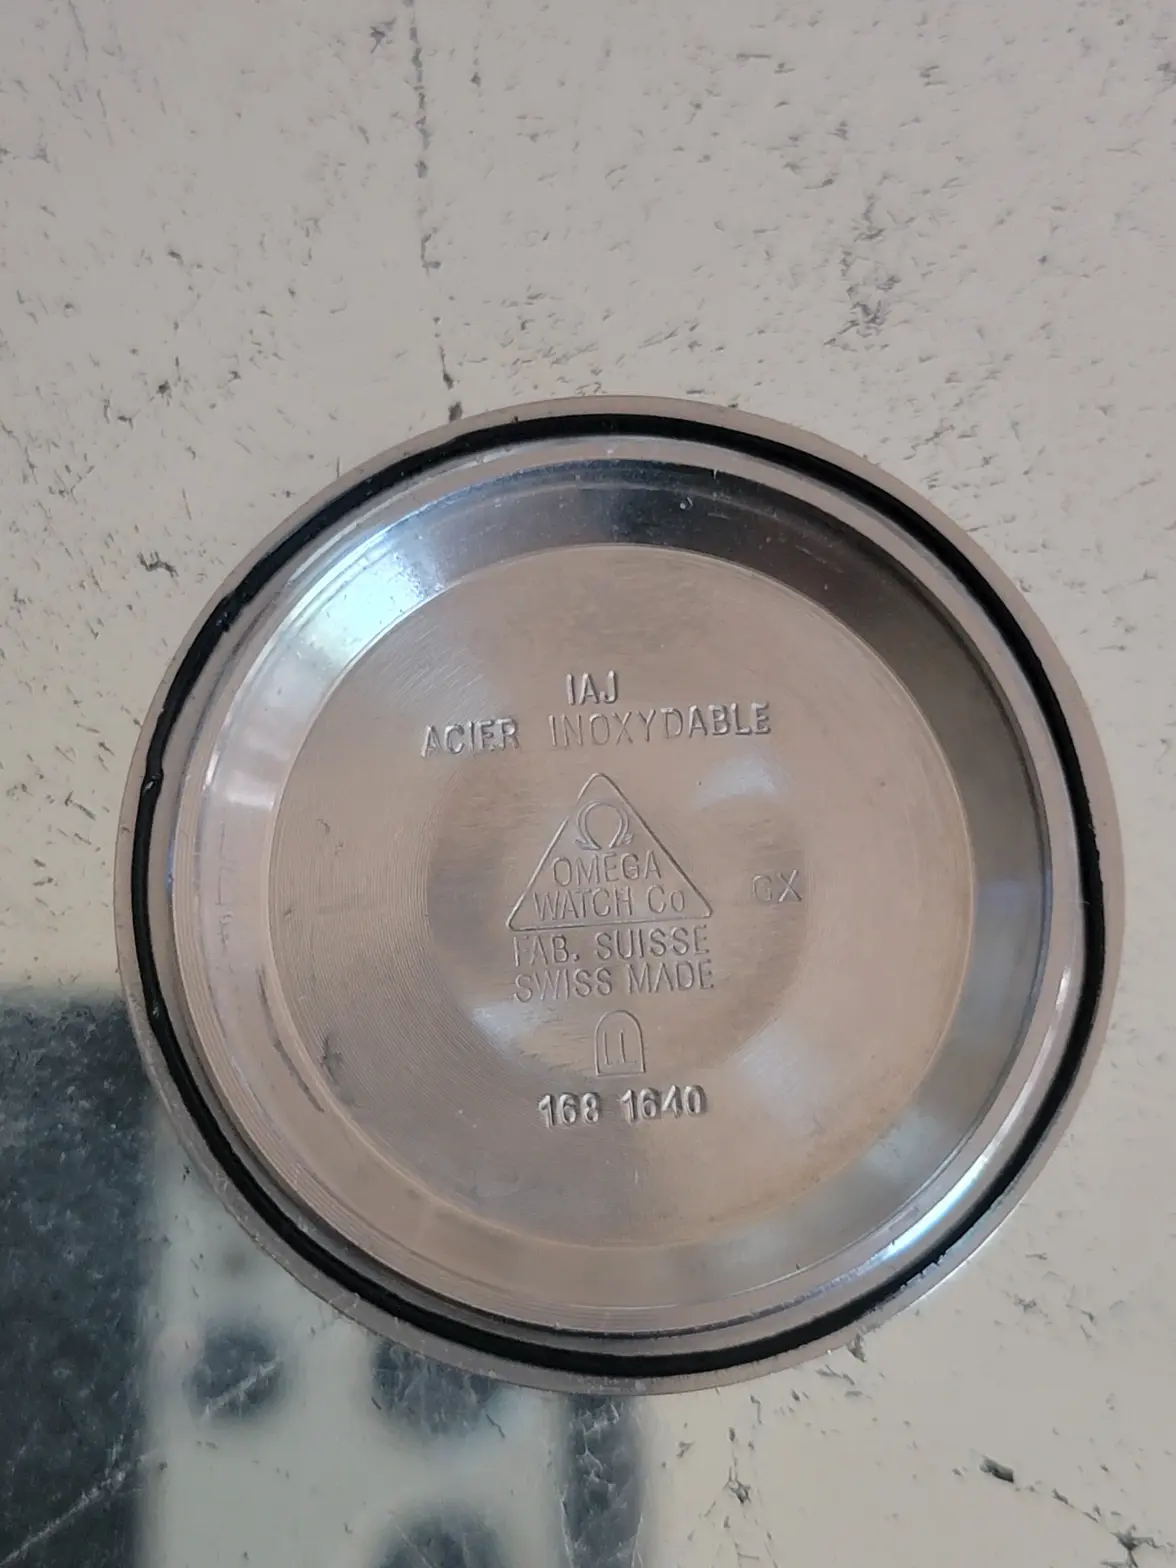 IAJ
ACIER INOXYDABLE
Ω
OMEGA
WATCH Co
CX
FAB. SUISSE
SWISS MADE
168 1640